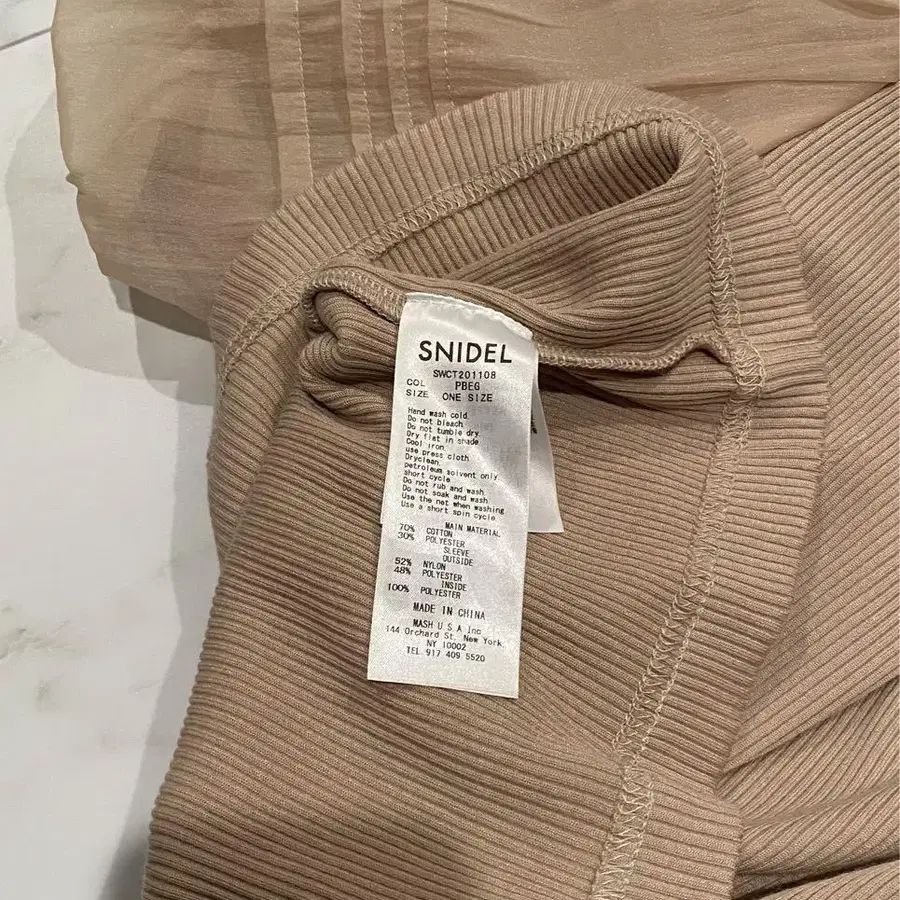 SNIDEL
SWCT201108
COL PBEG
SIZE ONE SIZE
Hand wash cold.
Do not bleach.
Do not tumble dry.
Dry flat in shade
Cool iron.
use press cloth.
Dryclean.
petroleum solvent only
short cycle
Do not rub and wash
Do not soak and wash
Use the net when washing
Use a short spin cycle
MAIN MATERIAL
70% COTTON
30% POLYESTER
SLEEVE
OUTSIDE
52% NYLON
48% POLYESTER
INSIDE
100% POLYESTER
MADE IN CHINA
MASH U S A Inc
144 Orchard St. New York
NY 10002
TEL 917 409 5520